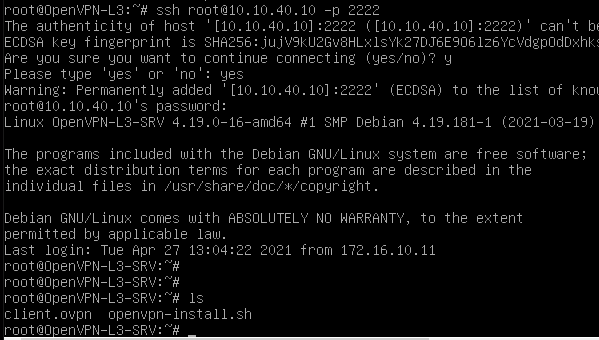 root@OpenVPN-L3:~# ssh root@10.10.40.10 -p 2222
The authenticity of host '[10.10.40.10]:2222 ([10.10.40.10]:2222)' can't be
ECDSA key fingerprint is SHA256:jujV9kU2Gv8HLxlsYk27DJ6E9O6lz6YcVdgpOdDxhks
Are you sure you want to continue connecting (yes/no)? y
Please type 'yes' or 'no': yes
Warning: Permanently added '[10.10.40.10]:2222' (ECDSA) to the list of know
root@10.10.40.10's password:
Linux OpenVPN-L3-SRV 4.19.0-16-amd64 #1 SMP Debian 4.19.181-1 (2021-03-19)
The programs included with the Debian GNU/Linux system are free software;
the exact distribution terms for each program are described in the
individual files in /usr/share/doc/*/copyright.
Debian GNU/Linux comes with ABSOLUTELY NO WARRANTY, to the extent
permitted by applicable law.
Last login: Tue Apr 27 13:04:22 2021 from 172.16.10.11
root@OpenVPN-L3-SRV:~#
root@OpenVPN-L3-SRV:~#
root@OpenVPN-L3-SRV:~# ls
client.ovpn  openvpn-install.sh
root@OpenVPN-L3-SRV:~# _